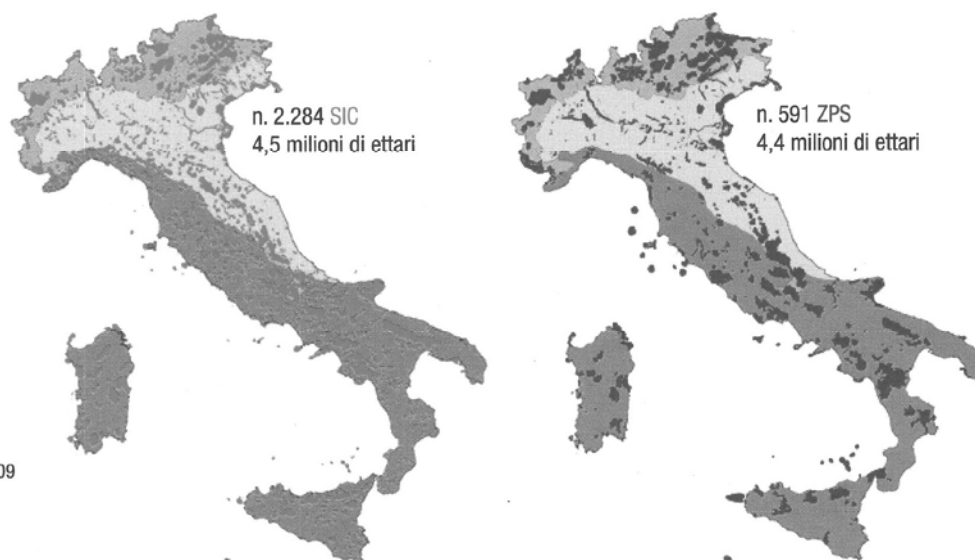 n. 2.284 SIC
4,5 milioni di ettari
n. 591 ZPS
4,4 milioni di ettari
09